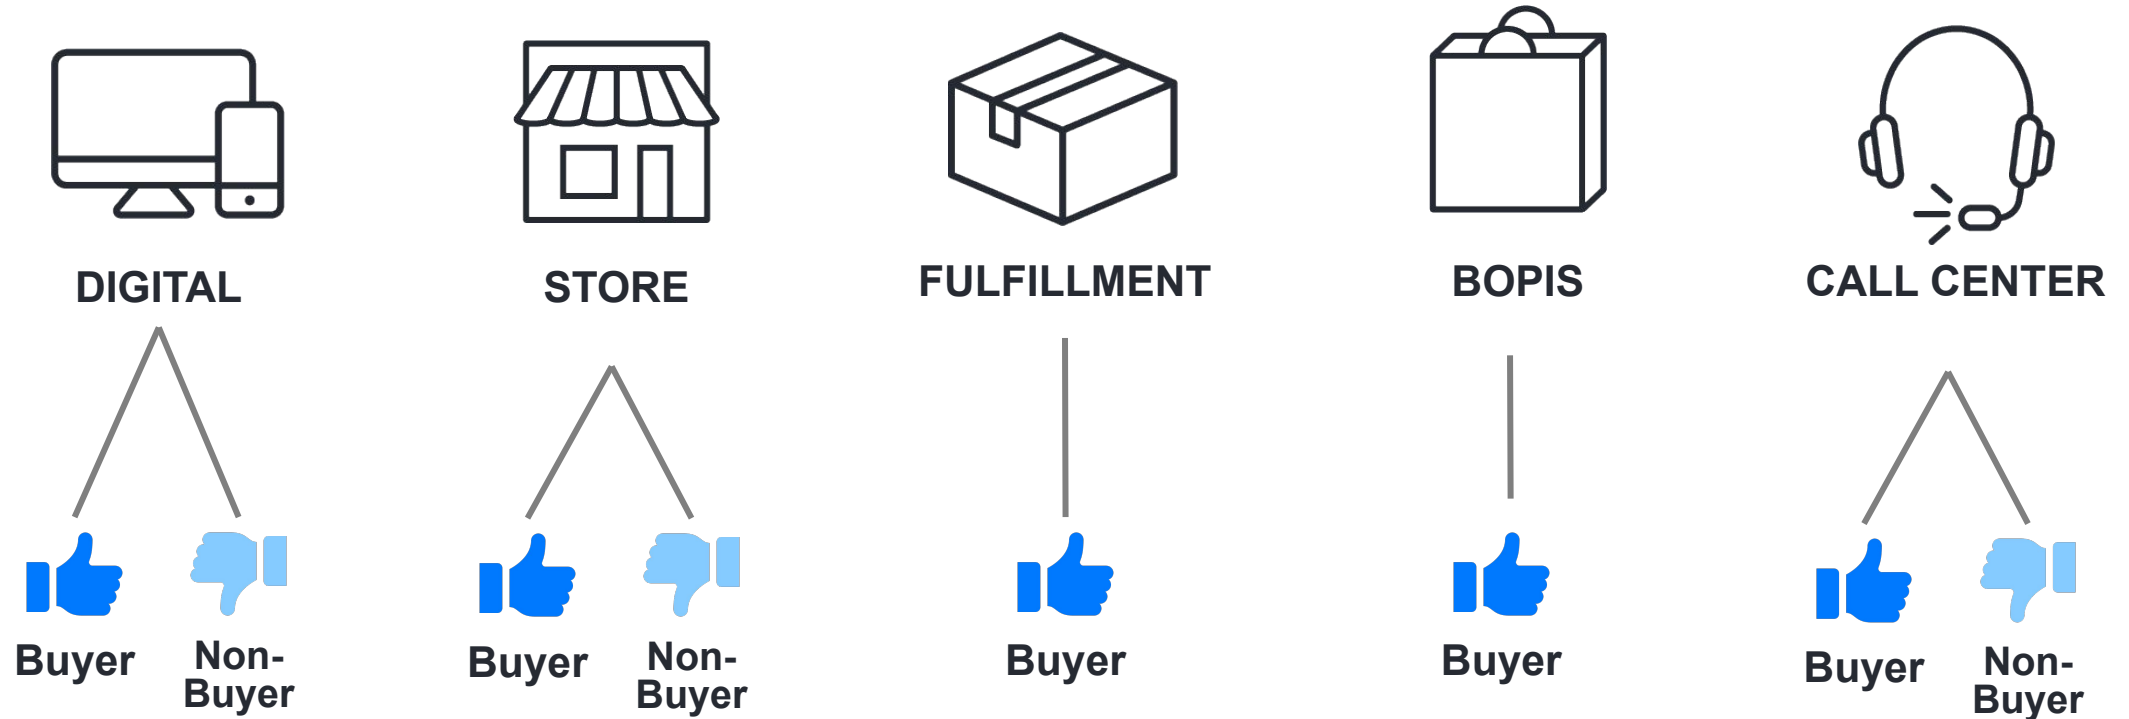 DIGITAL
STORE
FULFILLMENT
BOPIS
CALL CENTER
Buyer
Non-
Buyer
Buyer
Non-
Buyer
Buyer
Buyer
Buyer
Non-
Buyer